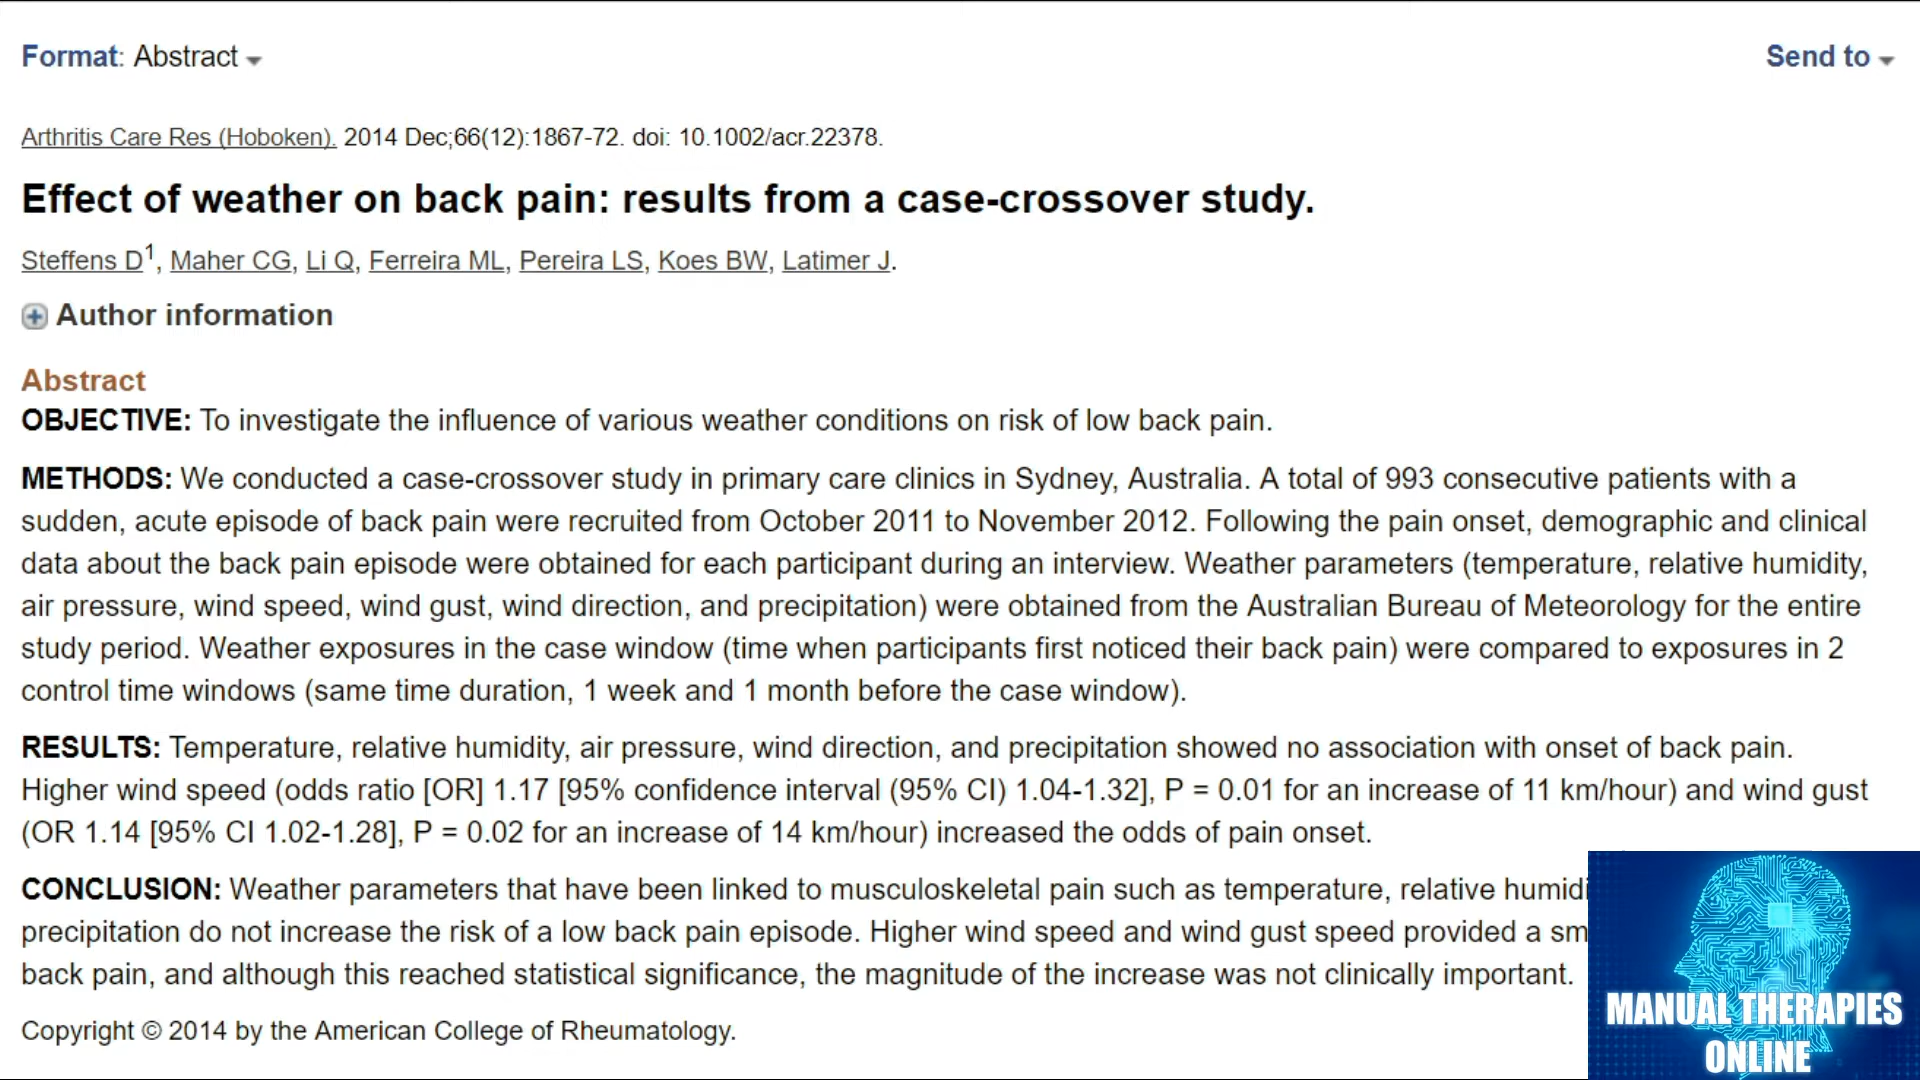 Format: Abstract
Send to
Arthritis Care Res (Hoboken). 2014 Dec;66(12):1867-72. doi: 10.1002/acr.22378.
Effect of weather on back pain: results from a case-crossover study.
Steffens D1, Maher CG, Li Q, Ferreira ML, Pereira LS, Koes BW, Latimer J.
Author information
Abstract
OBJECTIVE: To investigate the influence of various weather conditions on risk of low back pain.
METHODS: We conducted a case-crossover study in primary care clinics in Sydney, Australia. A total of 993 consecutive patients with a
sudden, acute episode of back pain were recruited from October 2011 to November 2012. Following the pain onset, demographic and clinical
data about the back pain episode were obtained for each participant during an interview. Weather parameters (temperature, relative humidity,
air pressure, wind speed, wind gust, wind direction, and precipitation) were obtained from the Australian Bureau of Meteorology for the entire
study period. Weather exposures in the case window (time when participants first noticed their back pain) were compared to exposures in 2
control time windows (same time duration, 1 week and 1 month before the case window).
RESULTS: Temperature, relative humidity, air pressure, wind direction, and precipitation showed no association with onset of back pain.
Higher wind speed (odds ratio [OR] 1.17 [95% confidence interval (95% CI) 1.04-1.32], P = 0.01 for an increase of 11 km/hour) and wind gust
(OR 1.14 [95% CI 1.02-1.28], P = 0.02 for an increase of 14 km/hour) increased the odds of pain onset.
CONCLUSION: Weather parameters that have been linked to musculoskeletal pain such as temperature, relative humidi
precipitation do not increase the risk of a low back pain episode. Higher wind speed and wind gust speed provided a sm
back pain, and although this reached statistical significance, the magnitude of the increase was not clinically important.
Copyright © 2014 by the American College of Rheumatology.
MANUAL THERAPIES
ONLINE